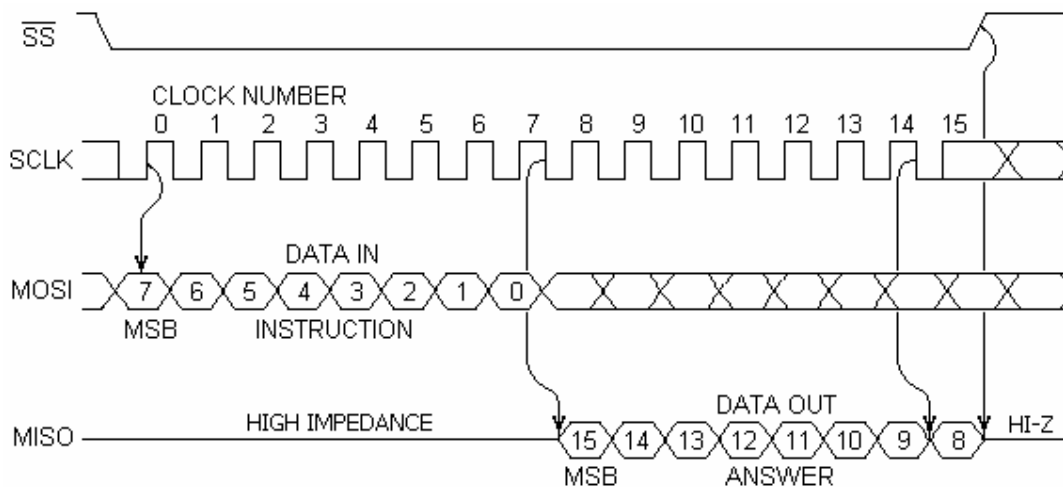 SS
CLOCK NUMBER
0 1 2 3 4 5 6 7 8 9 10 11 12 13 14 15
SCLK
DATA IN
MOSI 7 6 5 4 3 2 1 0
MSB INSTRUCTION
HIGH IMPEDANCE DATA OUT
MISO 15 14 13 12 11 10 9 8 HI-Z
MSB ANSWER